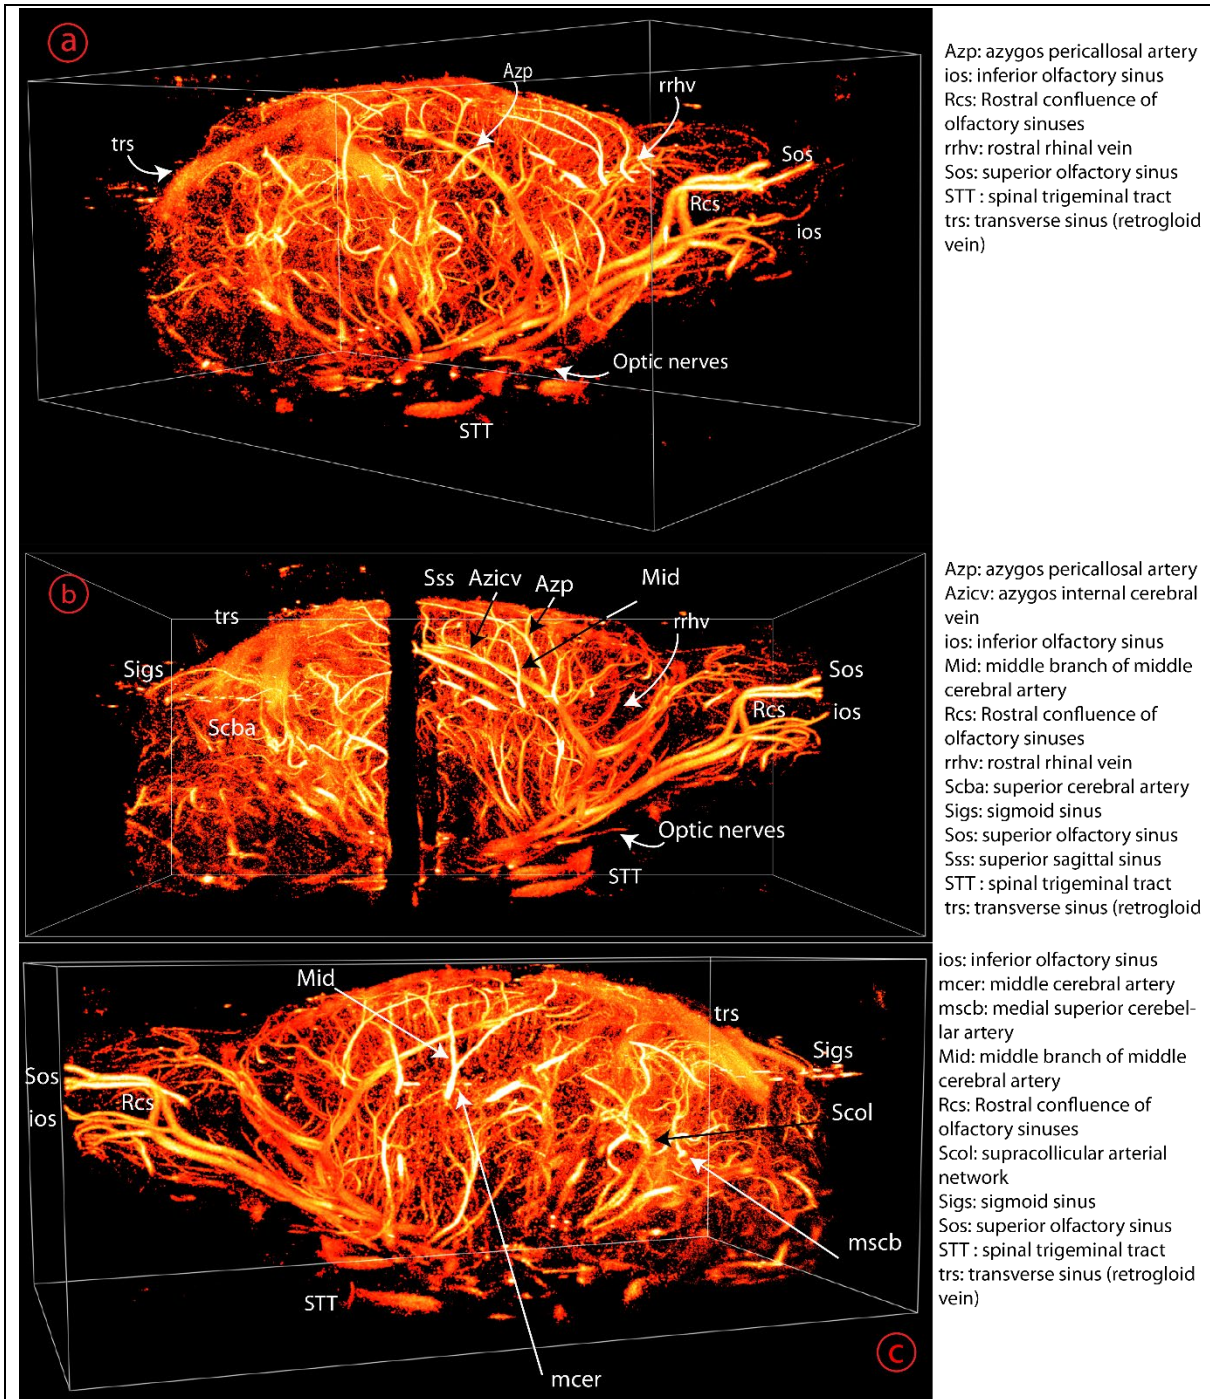 a
Azp
rrhv
trs
Sos
Rcs
ios
Optic nerves
STT
Azp: azygos pericallosal artery
ios: inferior olfactory sinus
Rcs: Rostral confluence of
olfactory sinuses
rrhv: rostral rhinal vein
Sos: superior olfactory sinus
STT : spinal trigeminal tract
trs: transverse sinus (retrogloid
vein)
b
Sss
Azicv
Azp
Mid
trs
rrhv
Sigs
Sos
Rcs
ios
Scba
Optic nerves
STT
Azp: azygos pericallosal artery
Azicv: azygos internal cerebral
vein
ios: inferior olfactory sinus
Mid: middle branch of middle
cerebral artery
Rcs: Rostral confluence of
olfactory sinuses
rrhv: rostral rhinal vein
Scba: superior cerebral artery
Sigs: sigmoid sinus
Sos: superior olfactory sinus
Sss: superior sagittal sinus
STT : spinal trigeminal tract
trs: transverse sinus (retrogloid
Mid
trs
Sigs
Sos
Rcs
ios
Scol
mscb
STT
mcer
c
ios: inferior olfactory sinus
mcer: middle cerebral artery
mscb: medial superior cerebel-
lar artery
Mid: middle branch of middle
cerebral artery
Rcs: Rostral confluence of
olfactory sinuses
Scol: supracollicular arterial
network
Sigs: sigmoid sinus
Sos: superior olfactory sinus
STT : spinal trigeminal tract
trs: transverse sinus (retrogloid
vein)